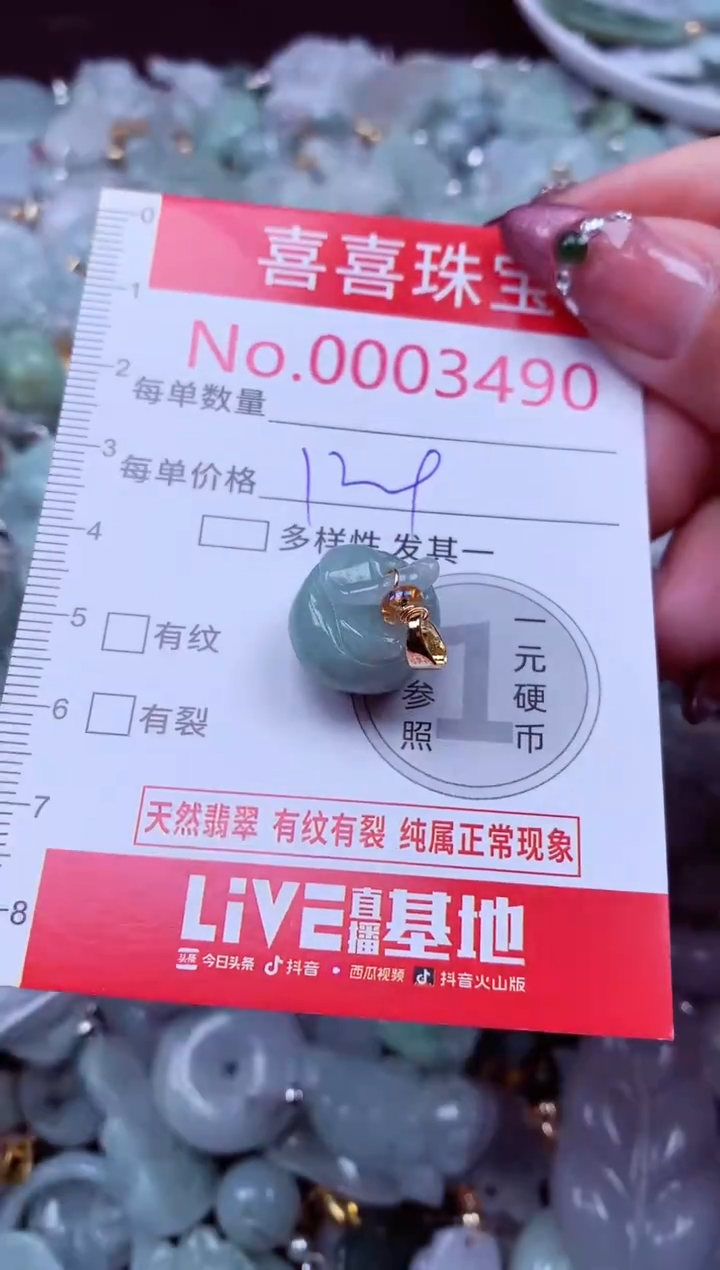 0
喜喜珠宝
1
No.0003490
2
每单数量
3
每单价格 129
4
多样性 发其一
5
有纹
一元硬币
1
6
有裂
参照
天然翡翠 有纹有裂 纯属正常现象
7
LiVE直播基地
8
头条 今日头条 抖音 西瓜视频 抖音火山版